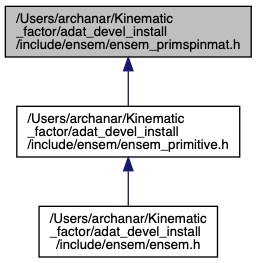 /Users/archanar/Kinematic
_factor/adat_devel_install
/include/ensem/ensem_primspinmat.h
/Users/archanar/Kinematic
_factor/adat_devel_install
/include/ensem/ensem_primitive.h
/Users/archanar/Kinematic
_factor/adat_devel_install
/include/ensem/ensem.h